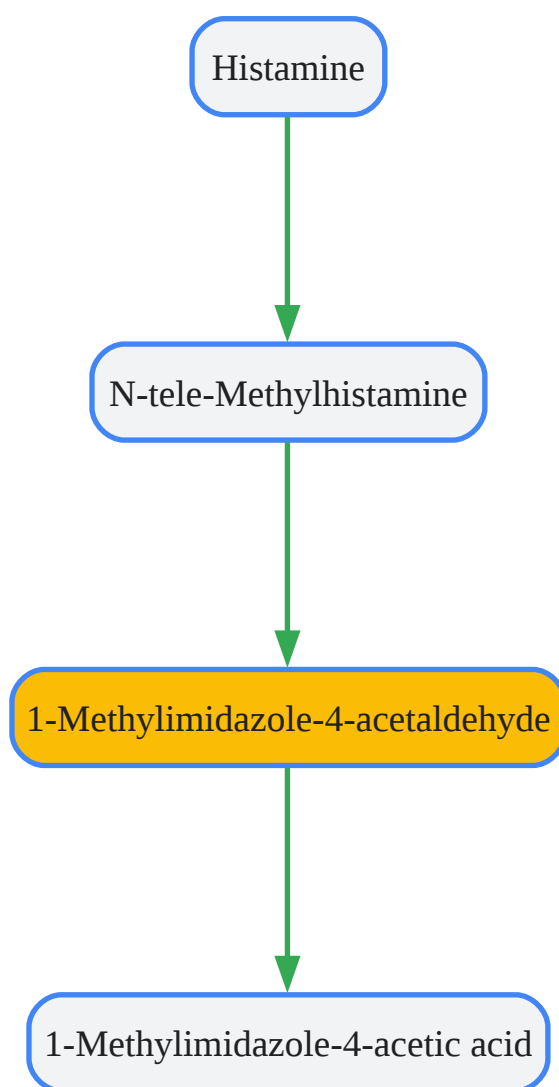 Histamine
N-tele-Methylhistamine
1-Methylimidazole-4-acetaldehyde
1-Methylimidazole-4-acetic acid